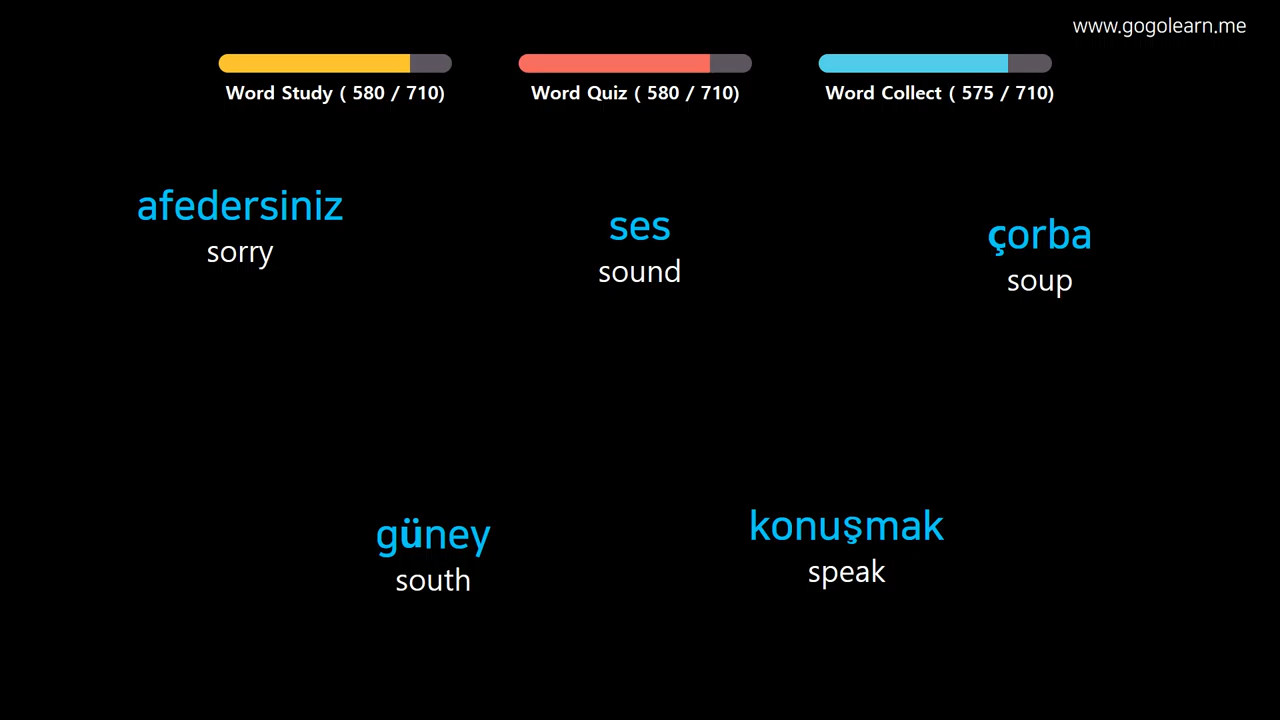 www.gogolearn.me
Word Study ( 580 / 710)
Word Quiz ( 580 / 710)
Word Collect ( 575 / 710)
afedersiniz
sorry
ses
sound
çorba
soup
güney
south
konuşmak
speak